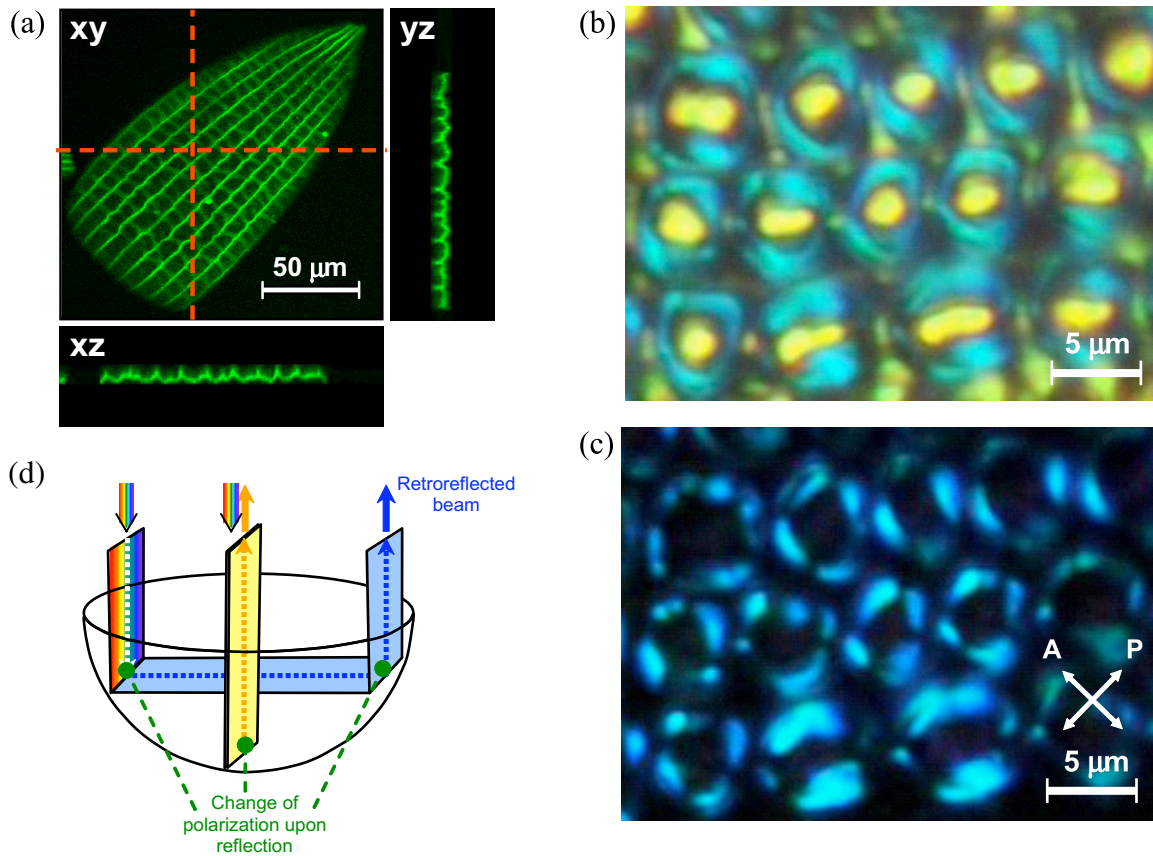 (a)
xy
yz
50 μm
xz
(b)
5 μm
(c)
A
P
5 μm
(d)
Retroreflected
beam
Change of
polarization upon
reflection